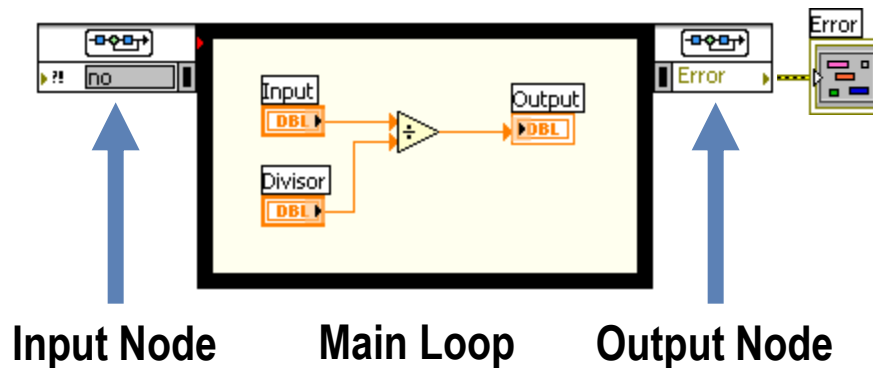 Error
?! no
Error
Input
DBL
Output
÷
DBL
Divisor
DBL
Input Node
Main Loop
Output Node